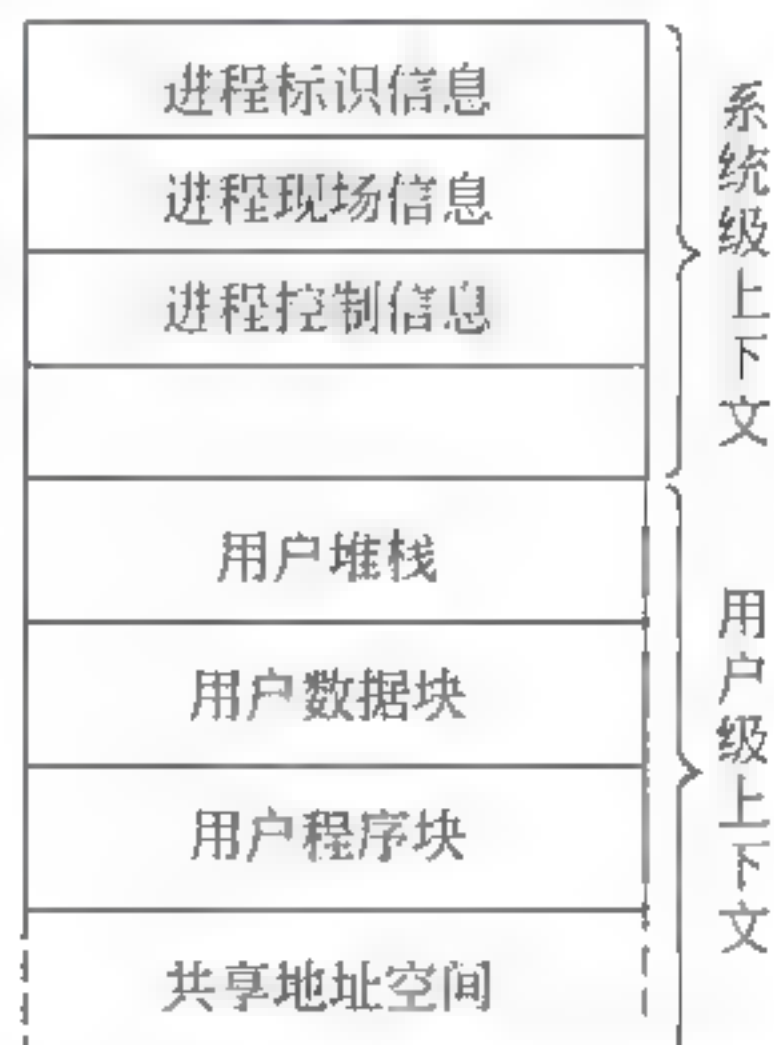 进程标识信息
进程现场信息
进程控制信息
系统级上下文
用户堆栈
用户数据块
用户程序块
共享地址空间
用户级上下文